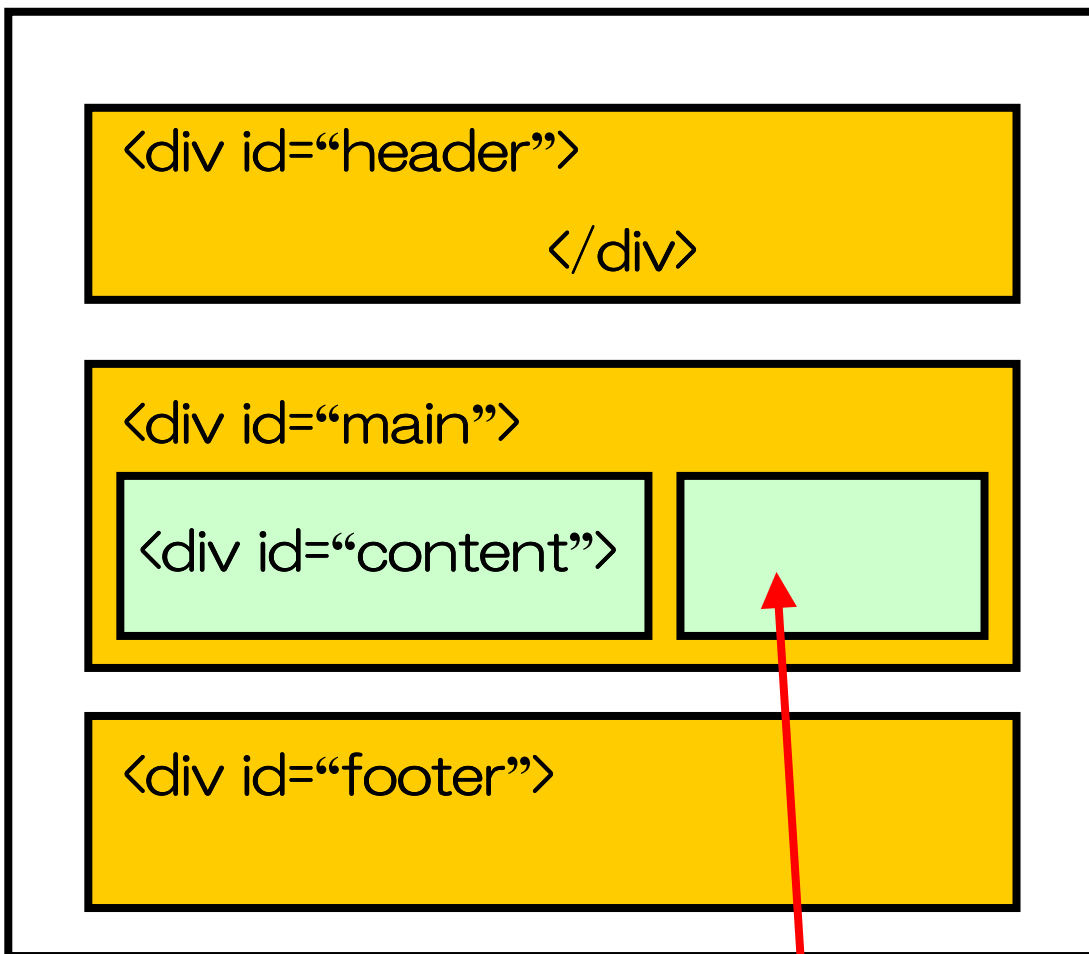 <div id=“header”>
</div>
<div id=“main”>
<div id=“content”>
<div id=“footer”>